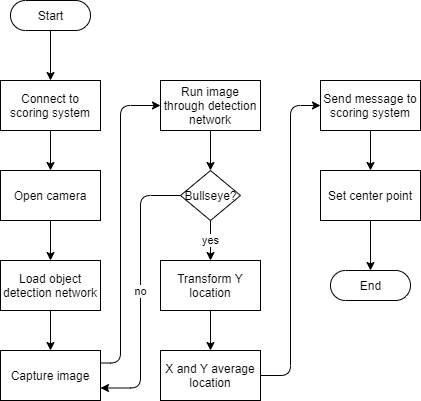 Start
Connect to
scoring system
Open camera
Load object
detection network
Capture image
Run image
through detection
network
Bullseye?
yes
no
Transform Y
location
X and Y average
location
Send message to
scoring system
Set center point
End